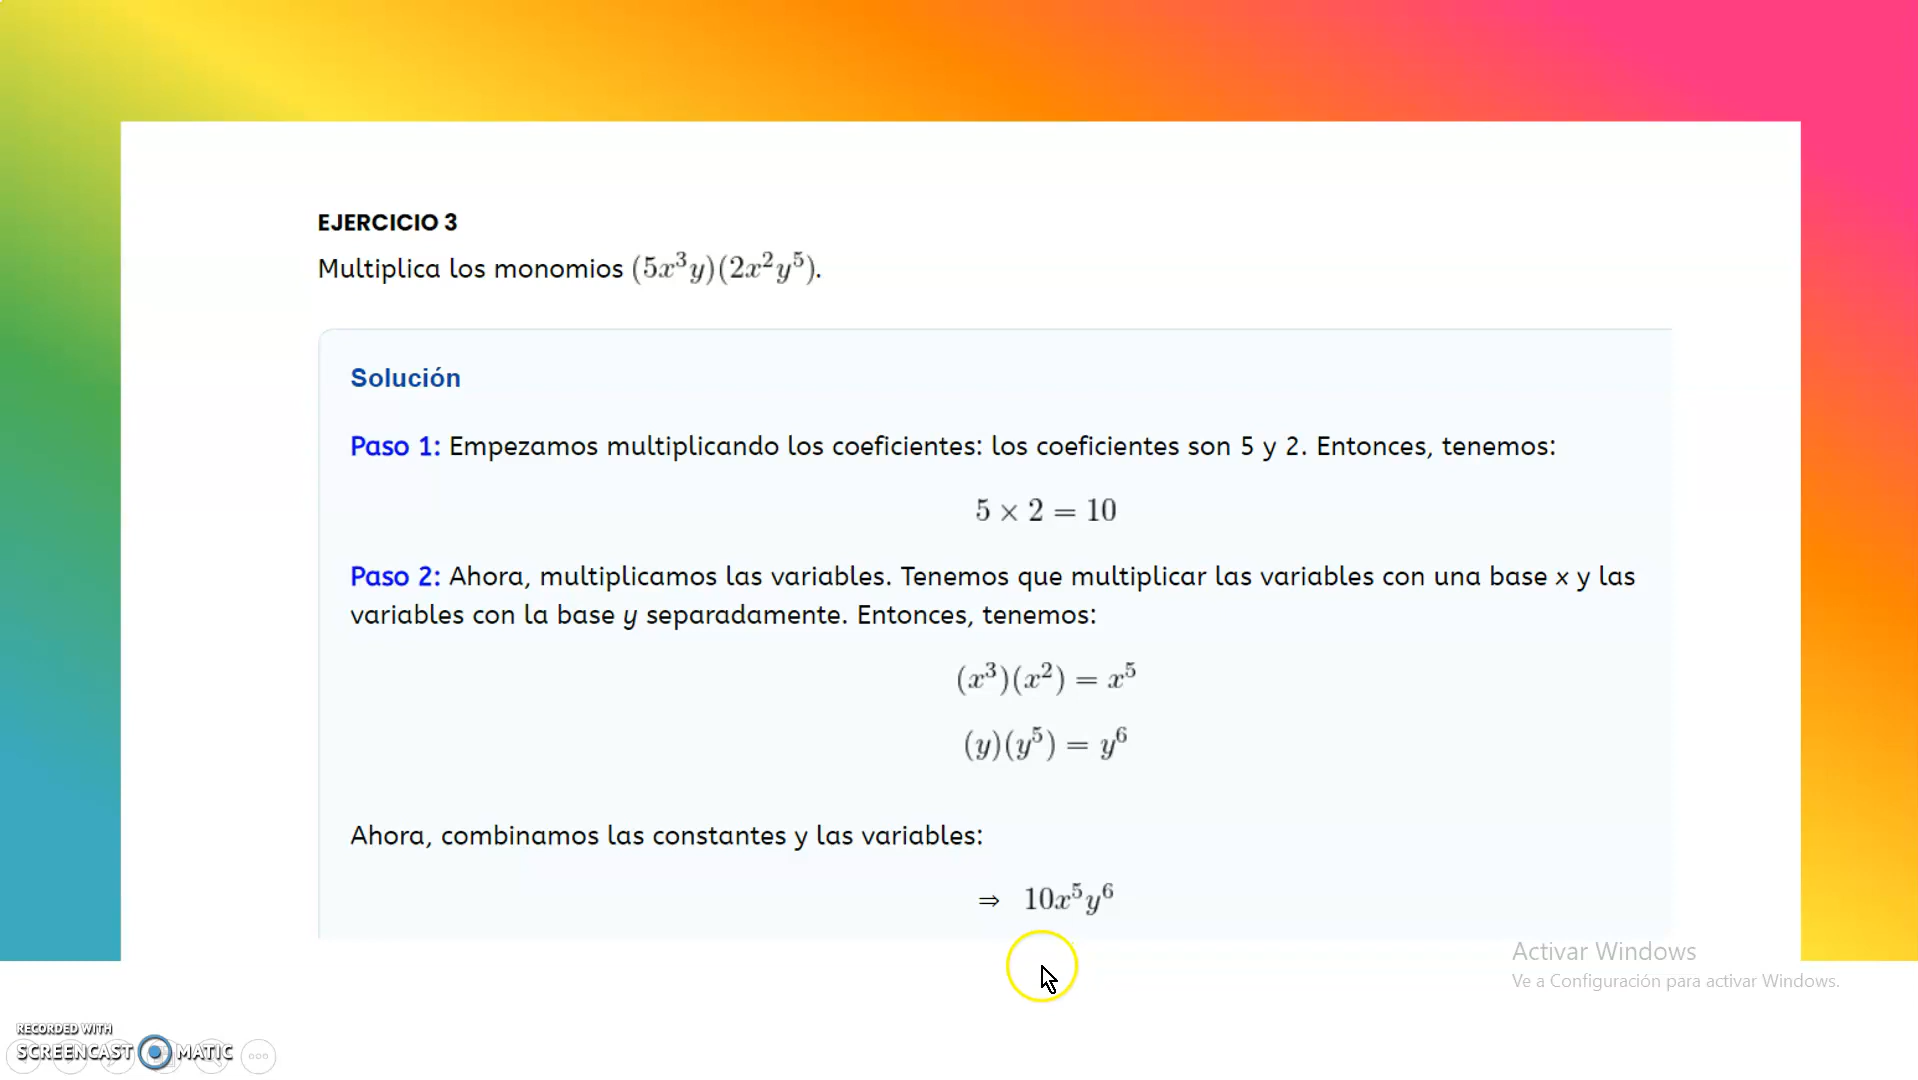 EJERCICIO 3
Multiplica los monomios (5x³y)(2x²y⁵).
Solución
Paso 1: Empezamos multiplicando los coeficientes: los coeficientes son 5 y 2. Entonces, tenemos:
5 × 2 = 10
Paso 2: Ahora, multiplicamos las variables. Tenemos que multiplicar las variables con una base x y las
variables con la base y separadamente. Entonces, tenemos:
(x³)(x²) = x⁵
(y)(y⁵) = y⁶
Ahora, combinamos las constantes y las variables:
⇒ 10x⁵y⁶
Activar Windows
Ve a Configuración para activar Windows.
RECORDED WITH
SCREENCAST MATIC